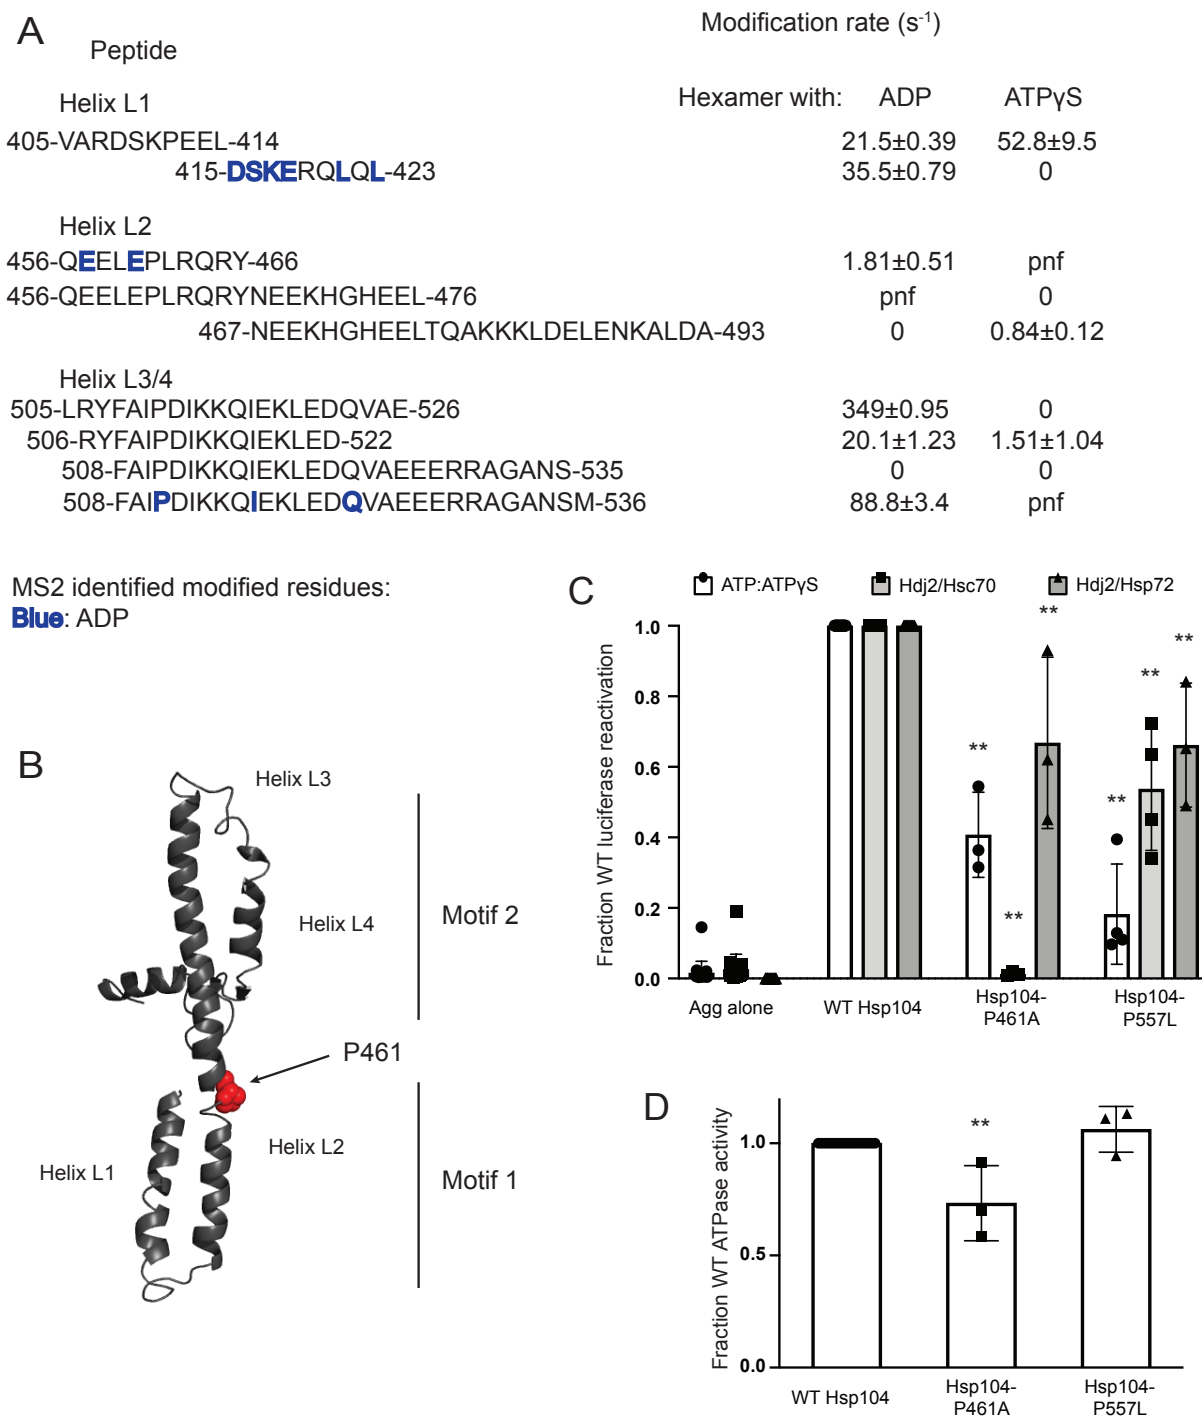 A
Peptide
Modification rate (s-1)
Hexamer with: ADP ATPγS
Helix L1
405-VARDSKPEEL-414 21.5±0.39 52.8±9.5
415-DSKERQLQL-423 35.5±0.79 0
Helix L2
456-QEELEPLRQRY-466 1.81±0.51 pnf
456-QEELEPLRQRYNEEKHGHEEL-476 pnf 0
467-NEEKHGHEELTQAKKKLDELENKALDA-493 0 0.84±0.12
Helix L3/4
505-LRYFAIPDIKKQIEKLEDQVAE-526 349±0.95 0
506-RYFAIPDIKKQIEKLED-522 20.1±1.23 1.51±1.04
508-FAIPDIKKQIEKLEDQVAEEERRAGANS-535 0 0
508-FAIPDIKKQIEKLEDQVAEEERRAGANSM-536 88.8±3.4 pnf
MS2 identified modified residues:
Blue: ADP
B
Helix L3
Helix L4
Motif 2
P461
Helix L2
Helix L1
Motif 1
C
ATP:ATPγS Hdj2/Hsc70 Hdj2/Hsp72
Fraction WT luciferase reactivation
1.0
0.8
0.6
0.4
0.2
0.0
**
**
**
**
**
**
Agg alone
WT Hsp104
Hsp104-
P461A
Hsp104-
P557L
D
Fraction WT ATPase activity
1.0
0.5
0.0
**
WT Hsp104
Hsp104-
P461A
Hsp104-
P557L